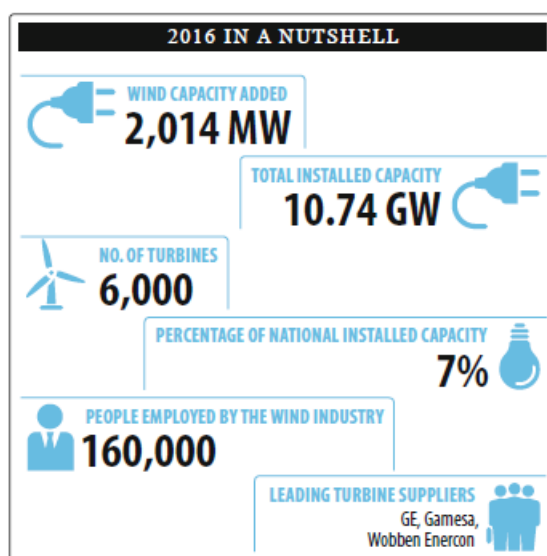 2016 IN A NUTSHELL
WIND CAPACITY ADDED
2,014 MW
TOTAL INSTALLED CAPACITY
10.74 GW
NO. OF TURBINES
6,000
PERCENTAGE OF NATIONAL INSTALLED CAPACITY
7%
PEOPLE EMPLOYED BY THE WIND INDUSTRY
160,000
LEADING TURBINE SUPPLIERS
GE, Gamesa,
Wobben Enercon